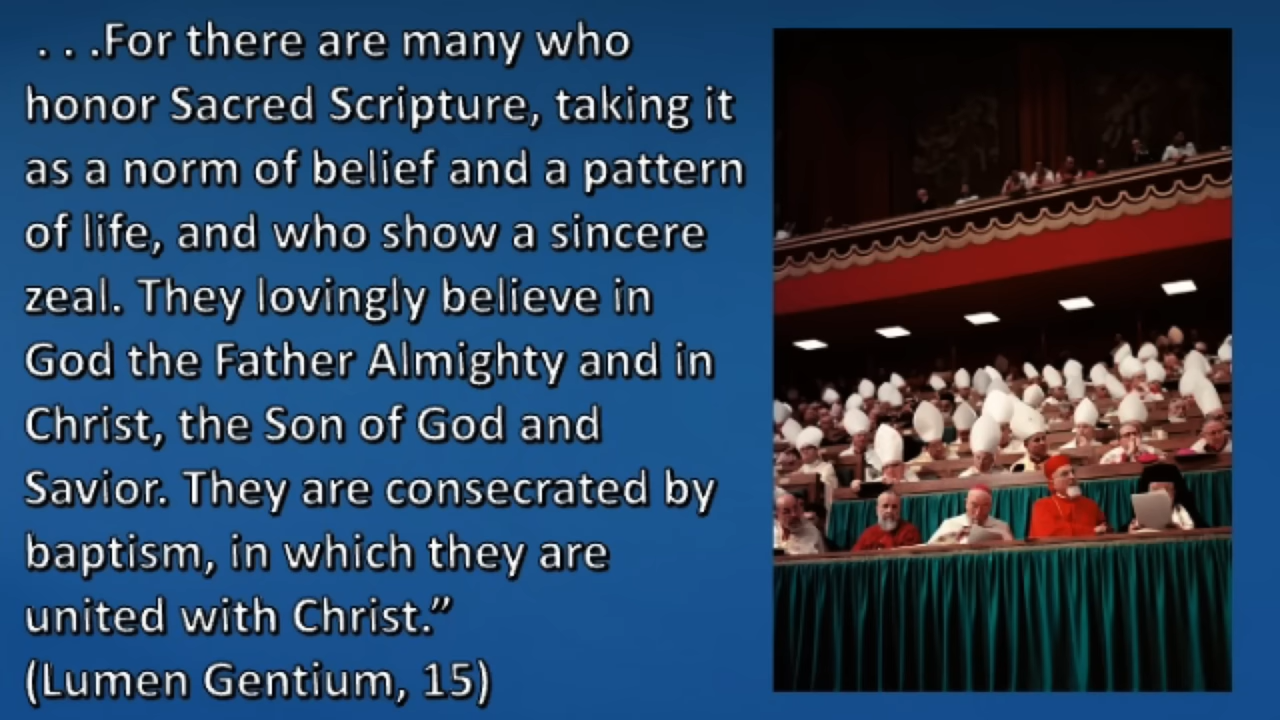 . . .For there are many who
honor Sacred Scripture, taking it
as a norm of belief and a pattern
of life, and who show a sincere
zeal. They lovingly believe in
God the Father Almighty and in
Christ, the Son of God and
Savior. They are consecrated by
baptism, in which they are
united with Christ.”
(Lumen Gentium, 15)